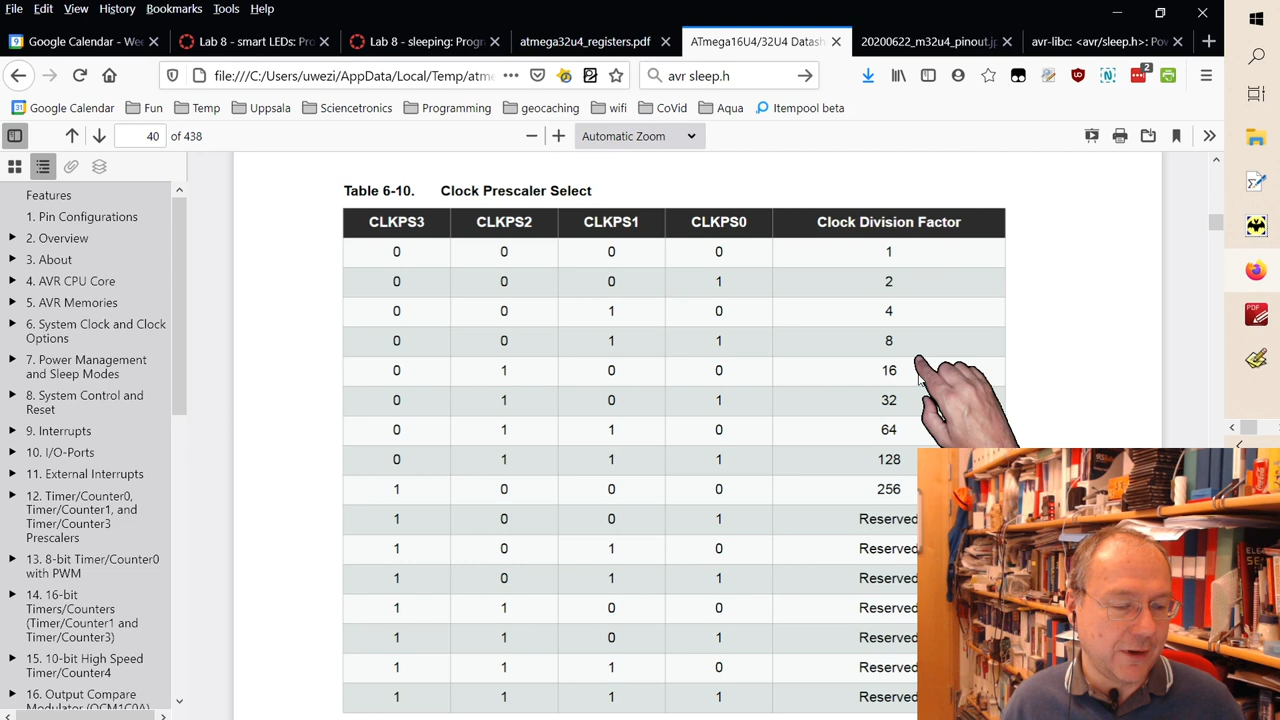 File Edit View History Bookmarks Tools Help
Google Calendar - Wee
Lab 8 - smart LEDs: Pro
Lab 8 - sleeping: Progr
atmega32u4_registers.pdf
ATmega16U4/32U4 Datash
20200622_m32u4_pinout.jp
avr-libc: <avr/sleep.h>: Pow
file:///C:/Users/uwezi/AppData/Local/Temp/atme
avr sleep.h
2
Google Calendar Fun Temp Uppsala Sciencetronics Programming geocaching wifi CoVid Aqua Itempool beta
40 of 438
Automatic Zoom
Features
1. Pin Configurations
2. Overview
3. About
4. AVR CPU Core
5. AVR Memories
6. System Clock and Clock
Options
7. Power Management
and Sleep Modes
8. System Control and
Reset
9. Interrupts
10. I/O-Ports
11. External Interrupts
12. Timer/Counter0,
Timer/Counter1, and
Timer/Counter3
Prescalers
13. 8-bit Timer/Counter0
with PWM
14. 16-bit
Timers/Counters
(Timer/Counter1 and
Timer/Counter3)
15. 10-bit High Speed
Timer/Counter4
16. Output Compare
Modulator (OCM1C0A)
Table 6-10. Clock Prescaler Select
CLKPS3 CLKPS2 CLKPS1 CLKPS0 Clock Division Factor
0 0 0 0 1
0 0 0 1 2
0 0 1 0 4
0 0 1 1 8
0 1 0 0 16
0 1 0 1 32
0 1 1 0 64
0 1 1 1 128
1 0 0 0 256
1 0 0 1 Reserved
1 0 1 0 Reserved
1 0 1 1 Reserved
1 1 0 0 Reserved
1 1 0 1 Reserved
1 1 1 0 Reserved
1 1 1 1 Reserved
PDF